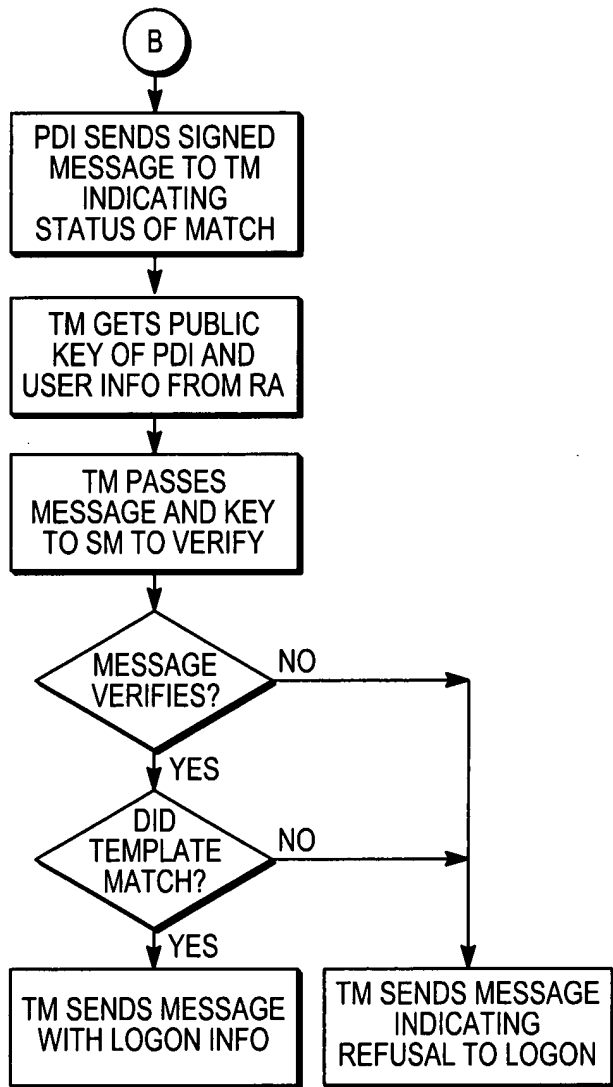 B
PDI SENDS SIGNED
MESSAGE TO TM
INDICATING
STATUS OF MATCH
TM GETS PUBLIC
KEY OF PDI AND
USER INFO FROM RA
TM PASSES
MESSAGE AND KEY
TO SM TO VERIFY
MESSAGE
VERIFIES?
NO
YES
DID
TEMPLATE
MATCH?
NO
YES
TM SENDS MESSAGE
WITH LOGON INFO
TM SENDS MESSAGE
INDICATING
REFUSAL TO LOGON